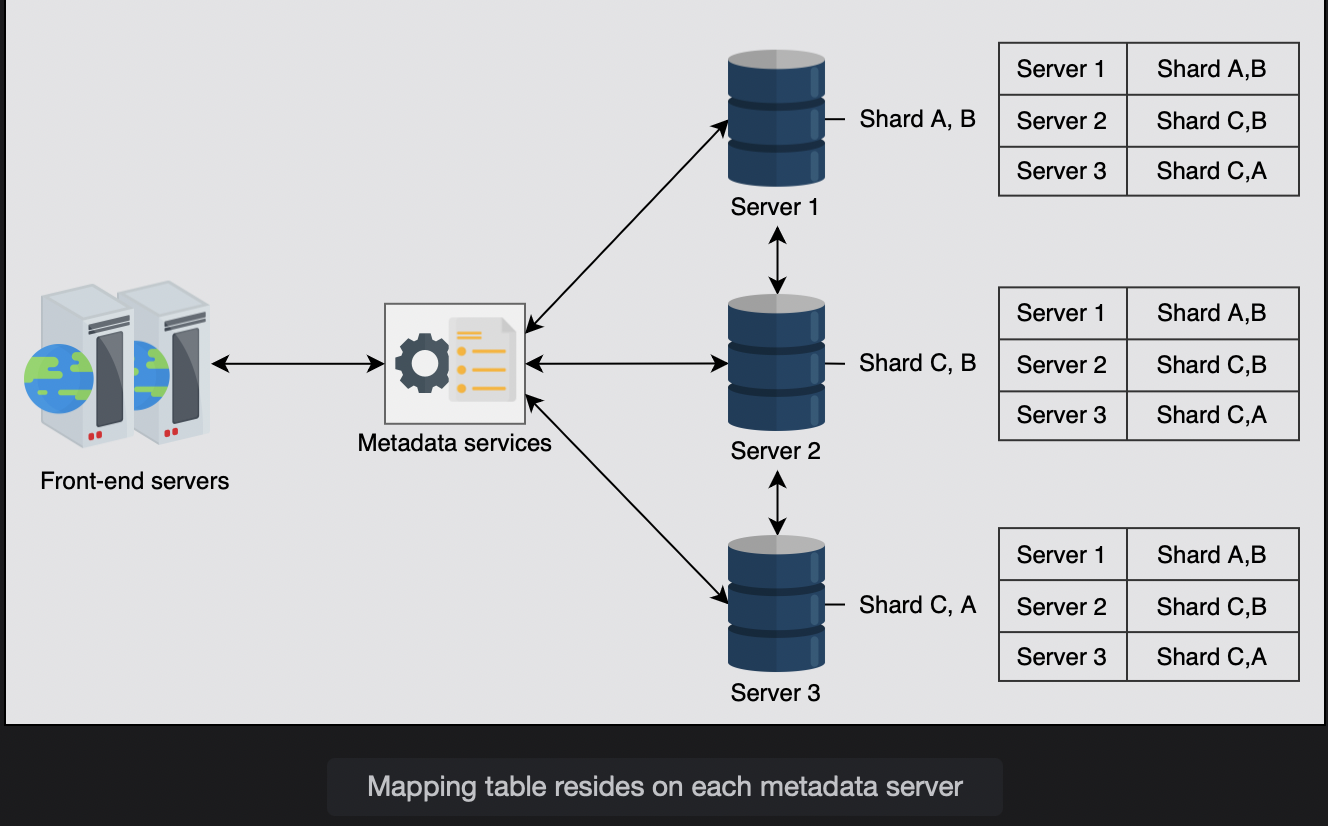 Server 1 Shard A,B
Shard A, B
Server 2 Shard C,B
Server 3 Shard C,A
Server 1
Server 1 Shard A,B
Shard C, B
Server 2 Shard C,B
Server 3 Shard C,A
Metadata services
Server 2
Front-end servers
Server 1 Shard A,B
Shard C, A
Server 2 Shard C,B
Server 3 Shard C,A
Server 3
Mapping table resides on each metadata server